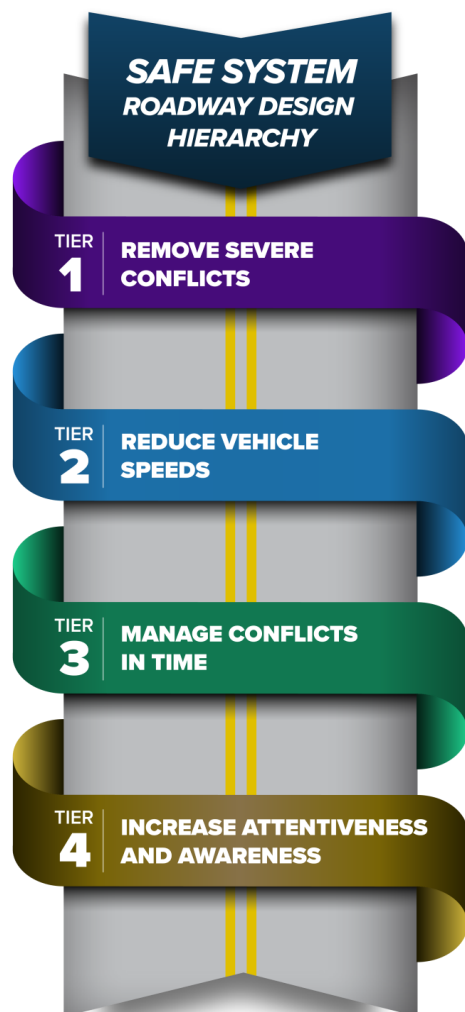 SAFE SYSTEM
ROADWAY DESIGN
HIERARCHY
TIER
1
REMOVE SEVERE
CONFLICTS
TIER
2
REDUCE VEHICLE
SPEEDS
TIER
3
MANAGE CONFLICTS
IN TIME
TIER
4
INCREASE ATTENTIVENESS
AND AWARENESS